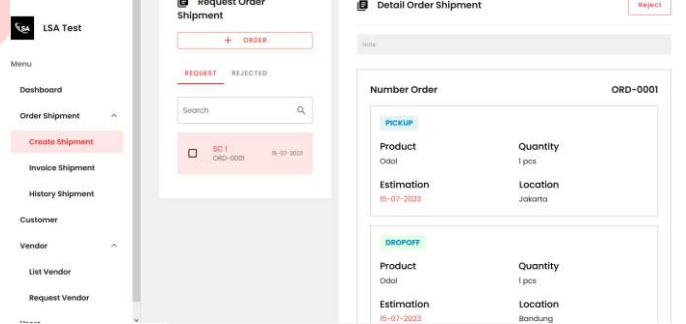 LSA
LSA Test
Menu
Dashboard
Order Shipment
Create Shipment
Invoice Shipment
History Shipment
Customer
Vendor
List Vendor
Request Vendor
Users
Request Order
Shipment
+ ORDER
REQUEST REJECTED
Search
SC 1
ORD-0001
15-07-2023
Detail Order Shipment
Reject
Note
Number Order ORD-0001
PICKUP
Product Quantity
Odol 1 pcs
Estimation Location
15-07-2023 Jakarta
DROPOFF
Product Quantity
Odol 1 pcs
Estimation Location
15-07-2023 Bandung